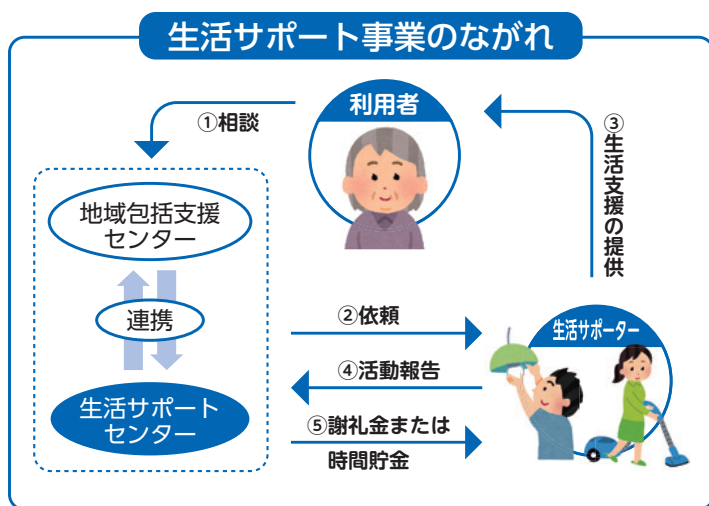 生活サポート事業のながれ
利用者
①相談
③生活支援の提供
地域包括支援
センター
連携
②依頼
生活サポーター
④活動報告
生活サポート
センター
⑤謝礼金または
時間貯金